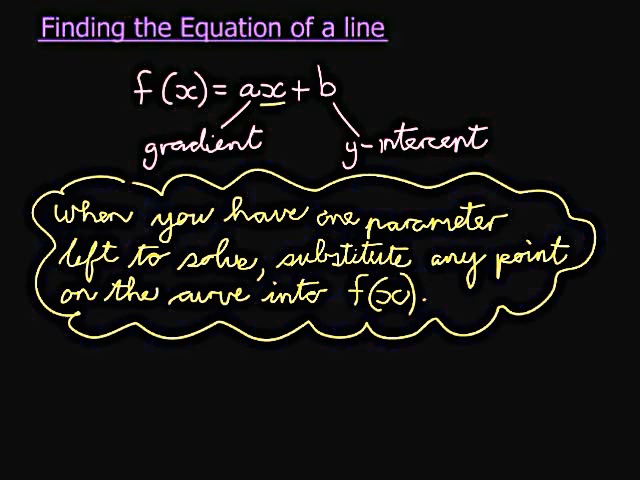 Finding the Equation of a line
f(x) = ax + b
gradient y-intercept
When you have one parameter
left to solve, substitute any point
on the curve into f(x).